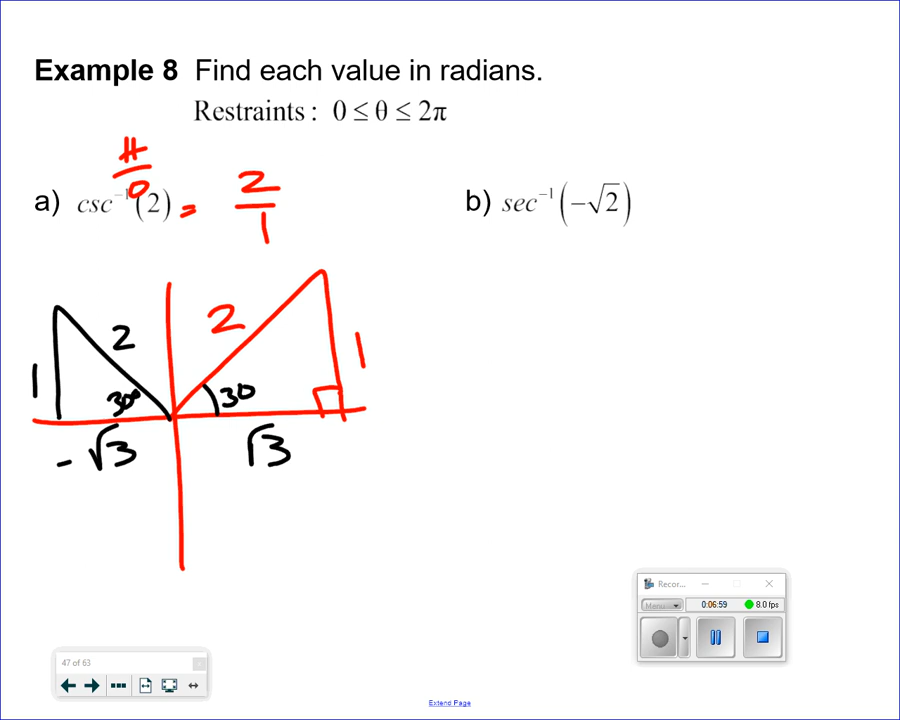 Example 8 Find each value in radians.
Restraints : 0 ≤ θ ≤ 2π
H/O
a) csc⁻¹(2) = 2/1
b) sec⁻¹(−√2)
2
2
1
1
30°
30
-√3
√3
Recor...
Menu
0:06:59
8.0 fps
47 of 63
Extend Page